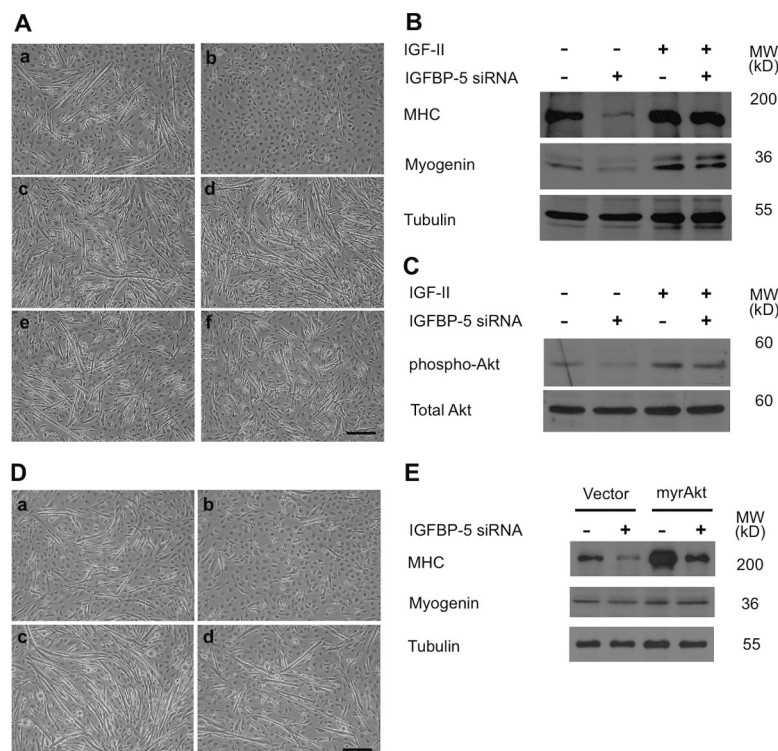 A
a
b
c
d
e
f
B
IGF-II - - + + MW
(kD)
IGFBP-5 siRNA - + - +
200
MHC
36
Myogenin
55
Tubulin
C
IGF-II - - + + MW
(kD)
IGFBP-5 siRNA - + - +
60
phospho-Akt
60
Total Akt
D
a
b
c
d
E
Vector myrAkt
MW
(kD)
IGFBP-5 siRNA - + - +
MHC 200
Myogenin 36
Tubulin 55